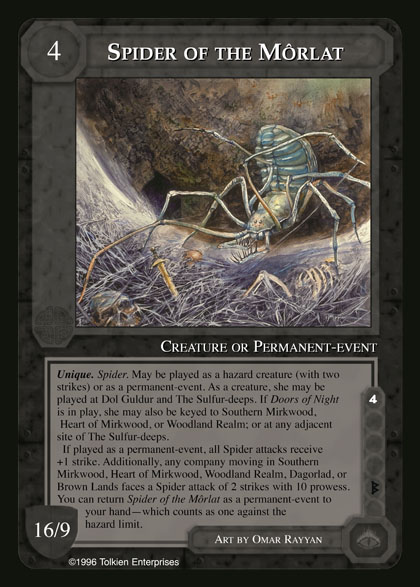 4
SPIDER OF THE MÔRLAT
CREATURE OR PERMANENT-EVENT
Unique. Spider. May be played as a hazard creature (with two
strikes) or as a permanent-event. As a creature, she may be
played at Dol Guldur and The Sulfur-deeps. If Doors of Night
is in play, she may also be keyed to Southern Mirkwood,
Heart of Mirkwood, or Woodland Realm; or at any adjacent
site of The Sulfur-deeps.
If played as a permanent-event, all Spider attacks receive
+1 strike. Additionally, any company moving in Southern
Mirkwood, Heart of Mirkwood, Woodland Realm, Dagorlad, or
Brown Lands faces a Spider attack of 2 strikes with 10 prowess.
You can return Spider of the Môrlat as a permanent-event to
your hand—which counts as one against the
hazard limit.
4
16/9
ART BY OMAR RAYYAN
©1996 Tolkien Enterprises